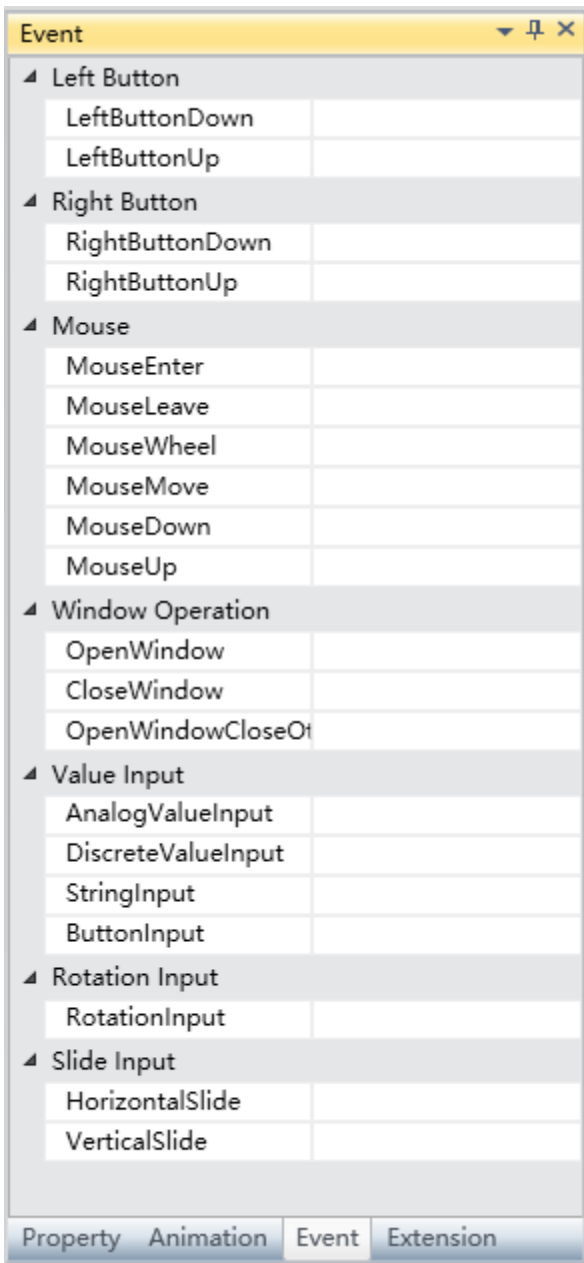 Event
Left Button
LeftButtonDown
LeftButtonUp
Right Button
RightButtonDown
RightButtonUp
Mouse
MouseEnter
MouseLeave
MouseWheel
MouseMove
MouseDown
MouseUp
Window Operation
OpenWindow
CloseWindow
OpenWindowCloseOt
Value Input
AnalogValueInput
DiscreteValueInput
StringInput
ButtonInput
Rotation Input
RotationInput
Slide Input
HorizontalSlide
VerticalSlide
Property Animation Event Extension